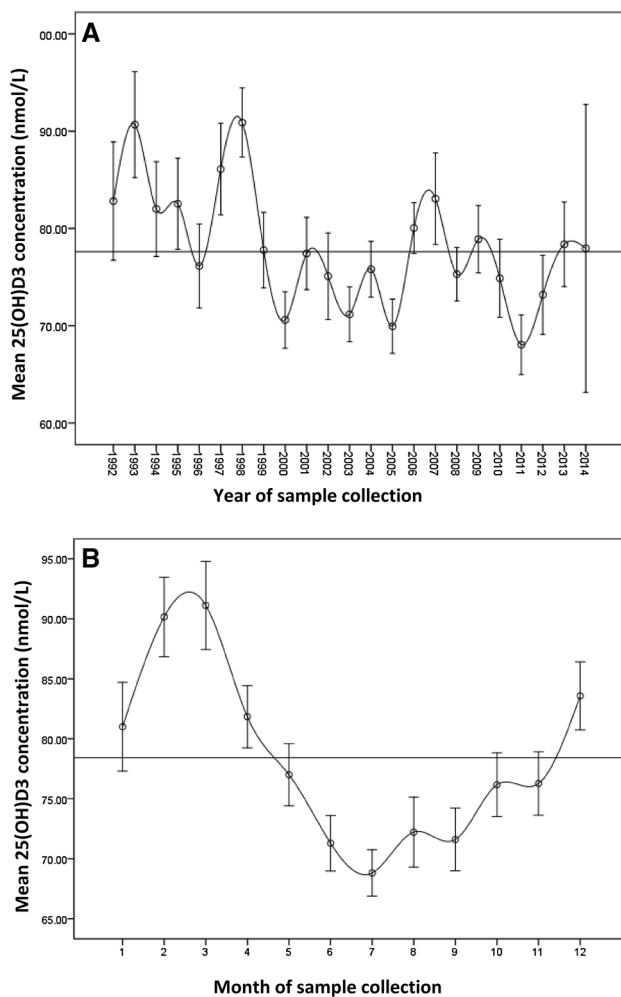 A
Mean 25(OH)D3 concentration (nmol/L)
00.00
90.00
80.00
70.00
60.00
1992 1993 1994 1995 1996 1997 1998 1999 2000 2001 2002 2003 2004 2005 2006 2007 2008 2009 2010 2011 2012 2013 2014
Year of sample collection
B
Mean 25(OH)D3 concentration (nmol/L)
95.00
90.00
85.00
80.00
75.00
70.00
65.00
1 2 3 4 5 6 7 8 9 10 11 12
Month of sample collection